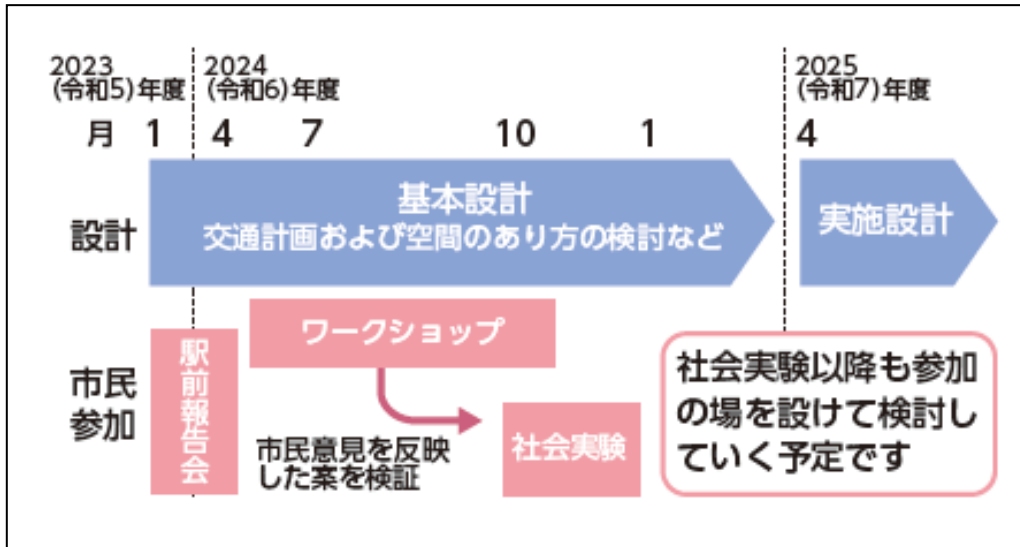 2023
(令和5)年度
2024
(令和6)年度
2025
(令和7)年度
月 1 4 7 10 1 4
設計
基本設計
交通計画および空間のあり方の検討など
実施設計
市民
参加
駅前報告会
ワークショップ
市民意見を反映
した案を検証
社会実験
社会実験以降も参加
の場を設けて検討し
ていく予定です